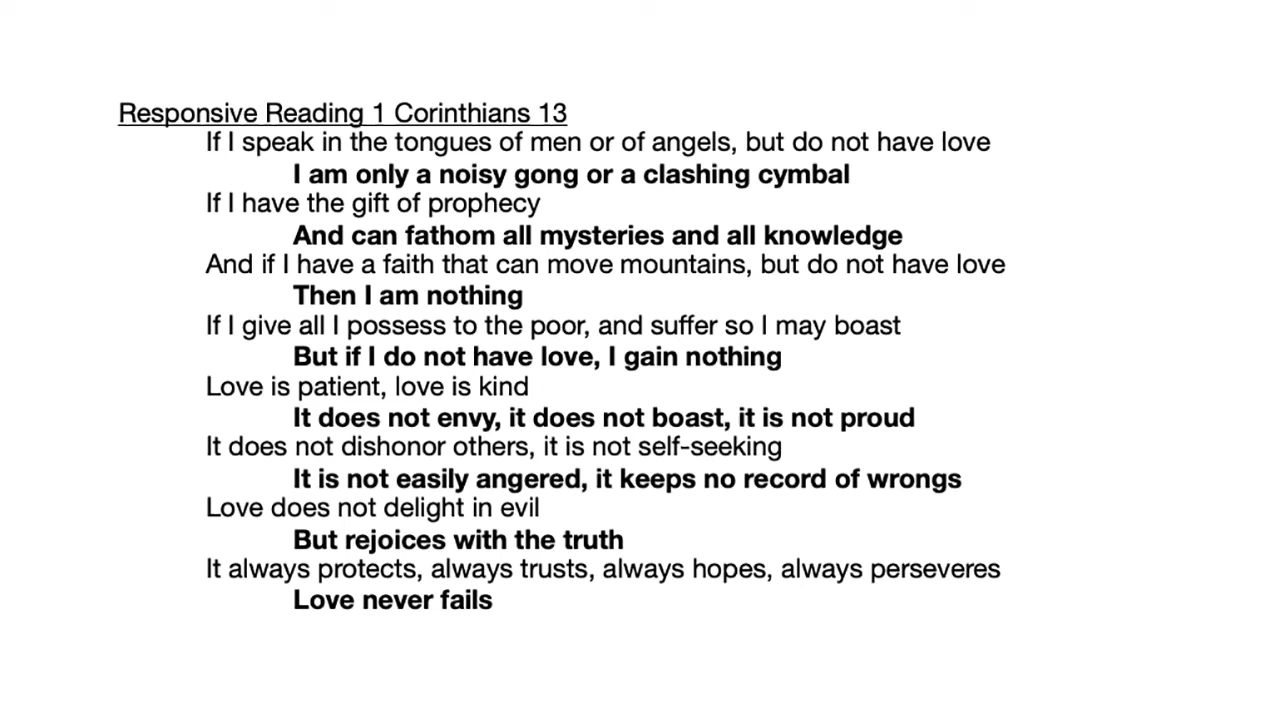 Responsive Reading 1 Corinthians 13
If I speak in the tongues of men or of angels, but do not have love
I am only a noisy gong or a clashing cymbal
If I have the gift of prophecy
And can fathom all mysteries and all knowledge
And if I have a faith that can move mountains, but do not have love
Then I am nothing
If I give all I possess to the poor, and suffer so I may boast
But if I do not have love, I gain nothing
Love is patient, love is kind
It does not envy, it does not boast, it is not proud
It does not dishonor others, it is not self-seeking
It is not easily angered, it keeps no record of wrongs
Love does not delight in evil
But rejoices with the truth
It always protects, always trusts, always hopes, always perseveres
Love never fails